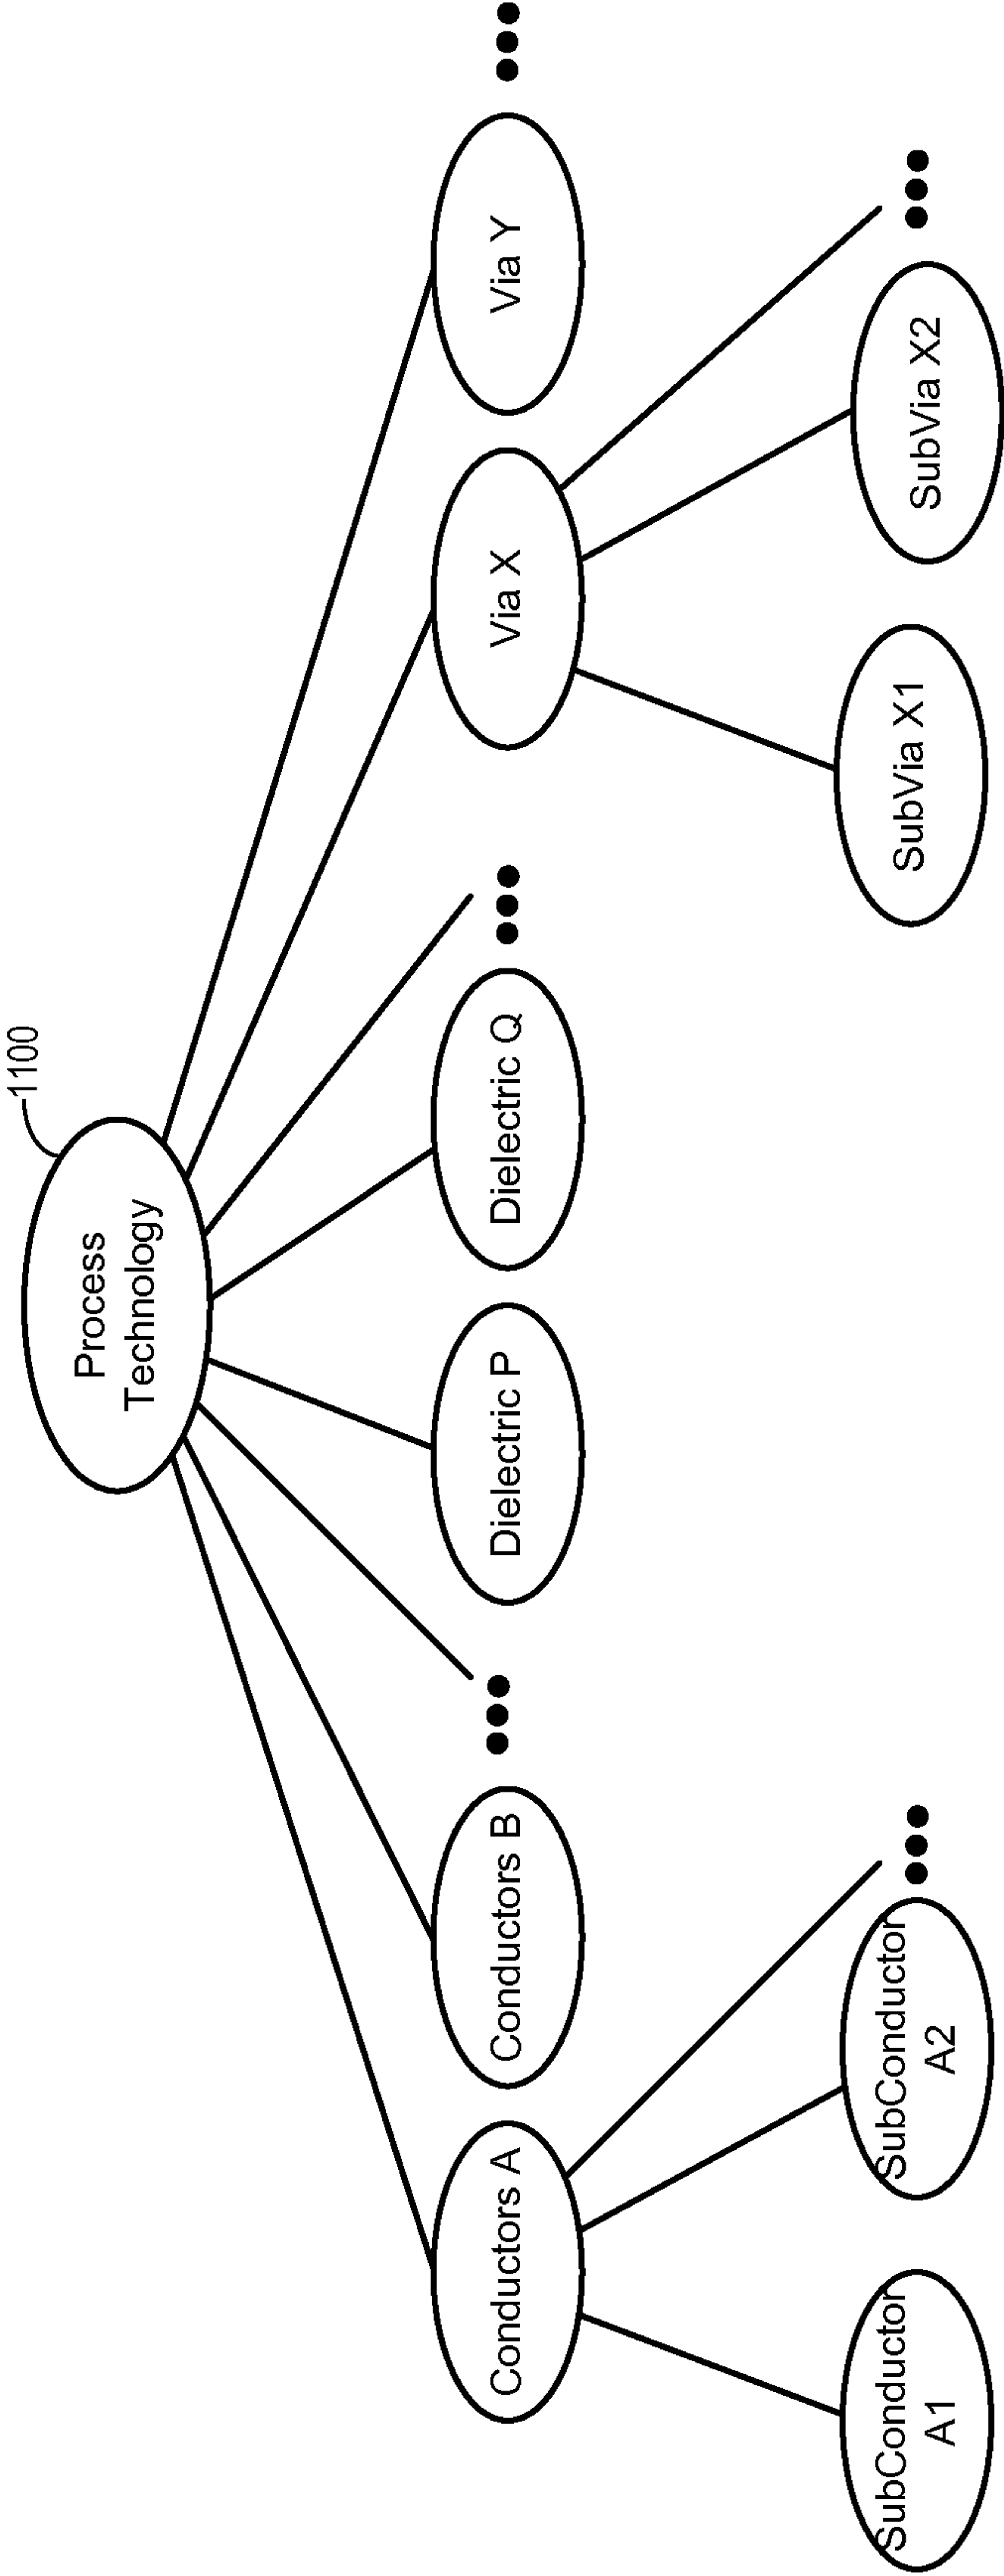 1100
Process
Technology
Conductors A
Conductors B
Dielectric P
Dielectric Q
Via X
Via Y
SubConductor
A1
SubConductor
A2
SubVia X1
SubVia X2